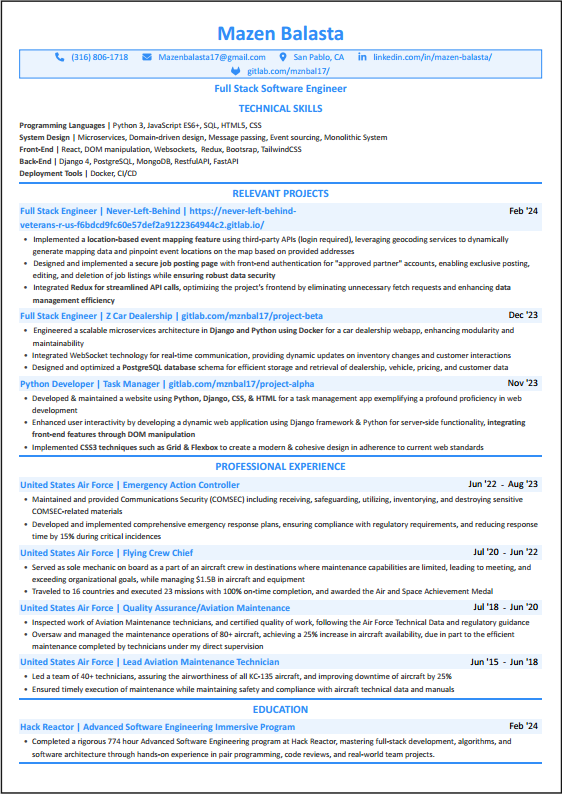 Mazen Balasta
(316) 806-1718 Mazenbalasta17@gmail.com San Pablo, CA linkedin.com/in/mazen-balasta/
gitlab.com/mznbal17/
Full Stack Software Engineer
TECHNICAL SKILLS
Programming Languages | Python 3, JavaScript ES6+, SQL, HTML5, CSS
System Design | Microservices, Domain-driven design, Message passing, Event sourcing, Monolithic System
Front-End | React, DOM manipulation, Websockets, Redux, Bootsrap, TailwindCSS
Back-End | Django 4, PostgreSQL, MongoDB, RestfulAPI, FastAPI
Deployment Tools | Docker, CI/CD
RELEVANT PROJECTS
Full Stack Engineer | Never-Left-Behind | https://never-left-behind- Feb '24
veterans-r-us-f6bdcd9fc60e57def2a9122364944c2.gitlab.io/
• Implemented a location-based event mapping feature using third-party APIs (login required), leveraging geocoding services to dynamically
generate mapping data and pinpoint event locations on the map based on provided addresses
• Designed and implemented a secure job posting page with front-end authentication for "approved partner" accounts, enabling exclusive posting,
editing, and deletion of job listings while ensuring robust data security
• Integrated Redux for streamlined API calls, optimizing the project's frontend by eliminating unnecessary fetch requests and enhancing data
management efficiency
Full Stack Engineer | Z Car Dealership | gitlab.com/mznbal17/project-beta Dec '23
• Engineered a scalable microservices architecture in Django and Python using Docker for a car dealership webapp, enhancing modularity and
maintainability
• Integrated WebSocket technology for real-time communication, providing dynamic updates on inventory changes and customer interactions
• Designed and optimized a PostgreSQL database schema for efficient storage and retrieval of dealership, vehicle, pricing, and customer data
Python Developer | Task Manager | gitlab.com/mznbal17/project-alpha Nov '23
• Developed & maintained a website using Python, Django, CSS, & HTML for a task management app exemplifying a profound proficiency in web
development
• Enhanced user interactivity by developing a dynamic web application using Django framework & Python for server-side functionality, integrating
front-end features through DOM manipulation
• Implemented CSS3 techniques such as Grid & Flexbox to create a modern & cohesive design in adherence to current web standards
PROFESSIONAL EXPERIENCE
United States Air Force | Emergency Action Controller Jun '22 - Aug '23
• Maintained and provided Communications Security (COMSEC) including receiving, safeguarding, utilizing, inventorying, and destroying sensitive
COMSEC-related materials
• Developed and implemented comprehensive emergency response plans, ensuring compliance with regulatory requirements, and reducing response
time by 15% during critical incidences
United States Air Force | Flying Crew Chief Jul '20 - Jun '22
• Served as sole mechanic on board as a part of an aircraft crew in destinations where maintenance capabilities are limited, leading to meeting, and
exceeding organizational goals, while managing $1.5B in aircraft and equipment
• Traveled to 16 countries and executed 23 missions with 100% on-time completion, and awarded the Air and Space Achievement Medal
United States Air Force | Quality Assurance/Aviation Maintenance Jul '18 - Jun '20
• Inspected work of Aviation Maintenance technicians, and certified quality of work, following the Air Force Technical Data and regulatory guidance
• Oversaw and managed the maintenance operations of 80+ aircraft, achieving a 25% increase in aircraft availability, due in part to the efficient
maintenance completed by technicians under my direct supervision
United States Air Force | Lead Aviation Maintenance Technician Jun '15 - Jun '18
• Led a team of 40+ technicians, assuring the airworthiness of all KC-135 aircraft, and improving downtime of aircraft by 25%
• Ensured timely execution of maintenance while maintaining safety and compliance with aircraft technical data and manuals
EDUCATION
Hack Reactor | Advanced Software Engineering Immersive Program Feb '24
• Completed a rigorous 774 hour Advanced Software Engineering program at Hack Reactor, mastering full-stack development, algorithms, and
software architecture through hands-on experience in pair programming, code reviews, and real-world team projects.